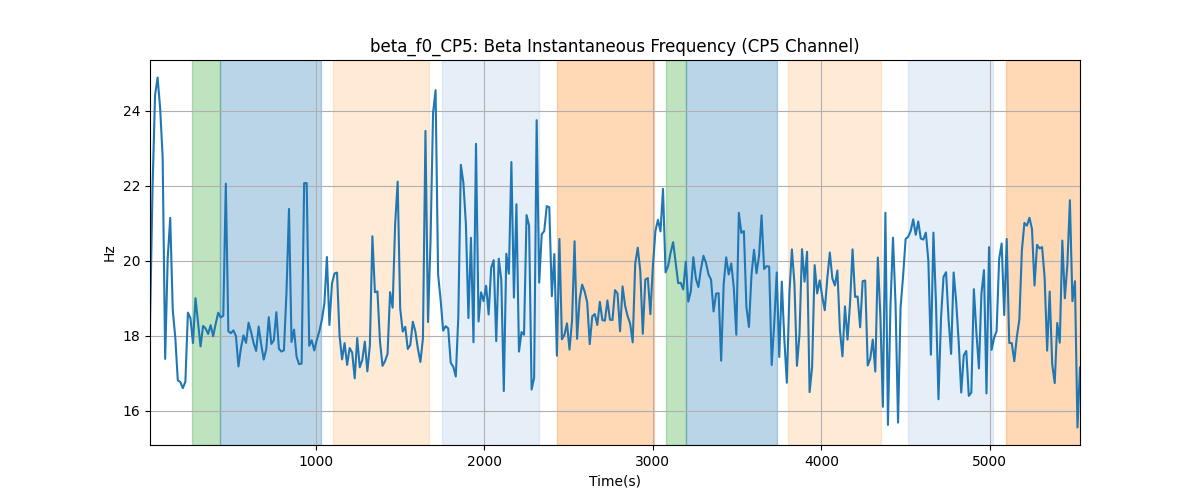 beta_f0_CP5: Beta Instantaneous Frequency (CP5 Channel)
24
22
20
18
16
Hz
1000 2000 3000 4000 5000
Time(s)